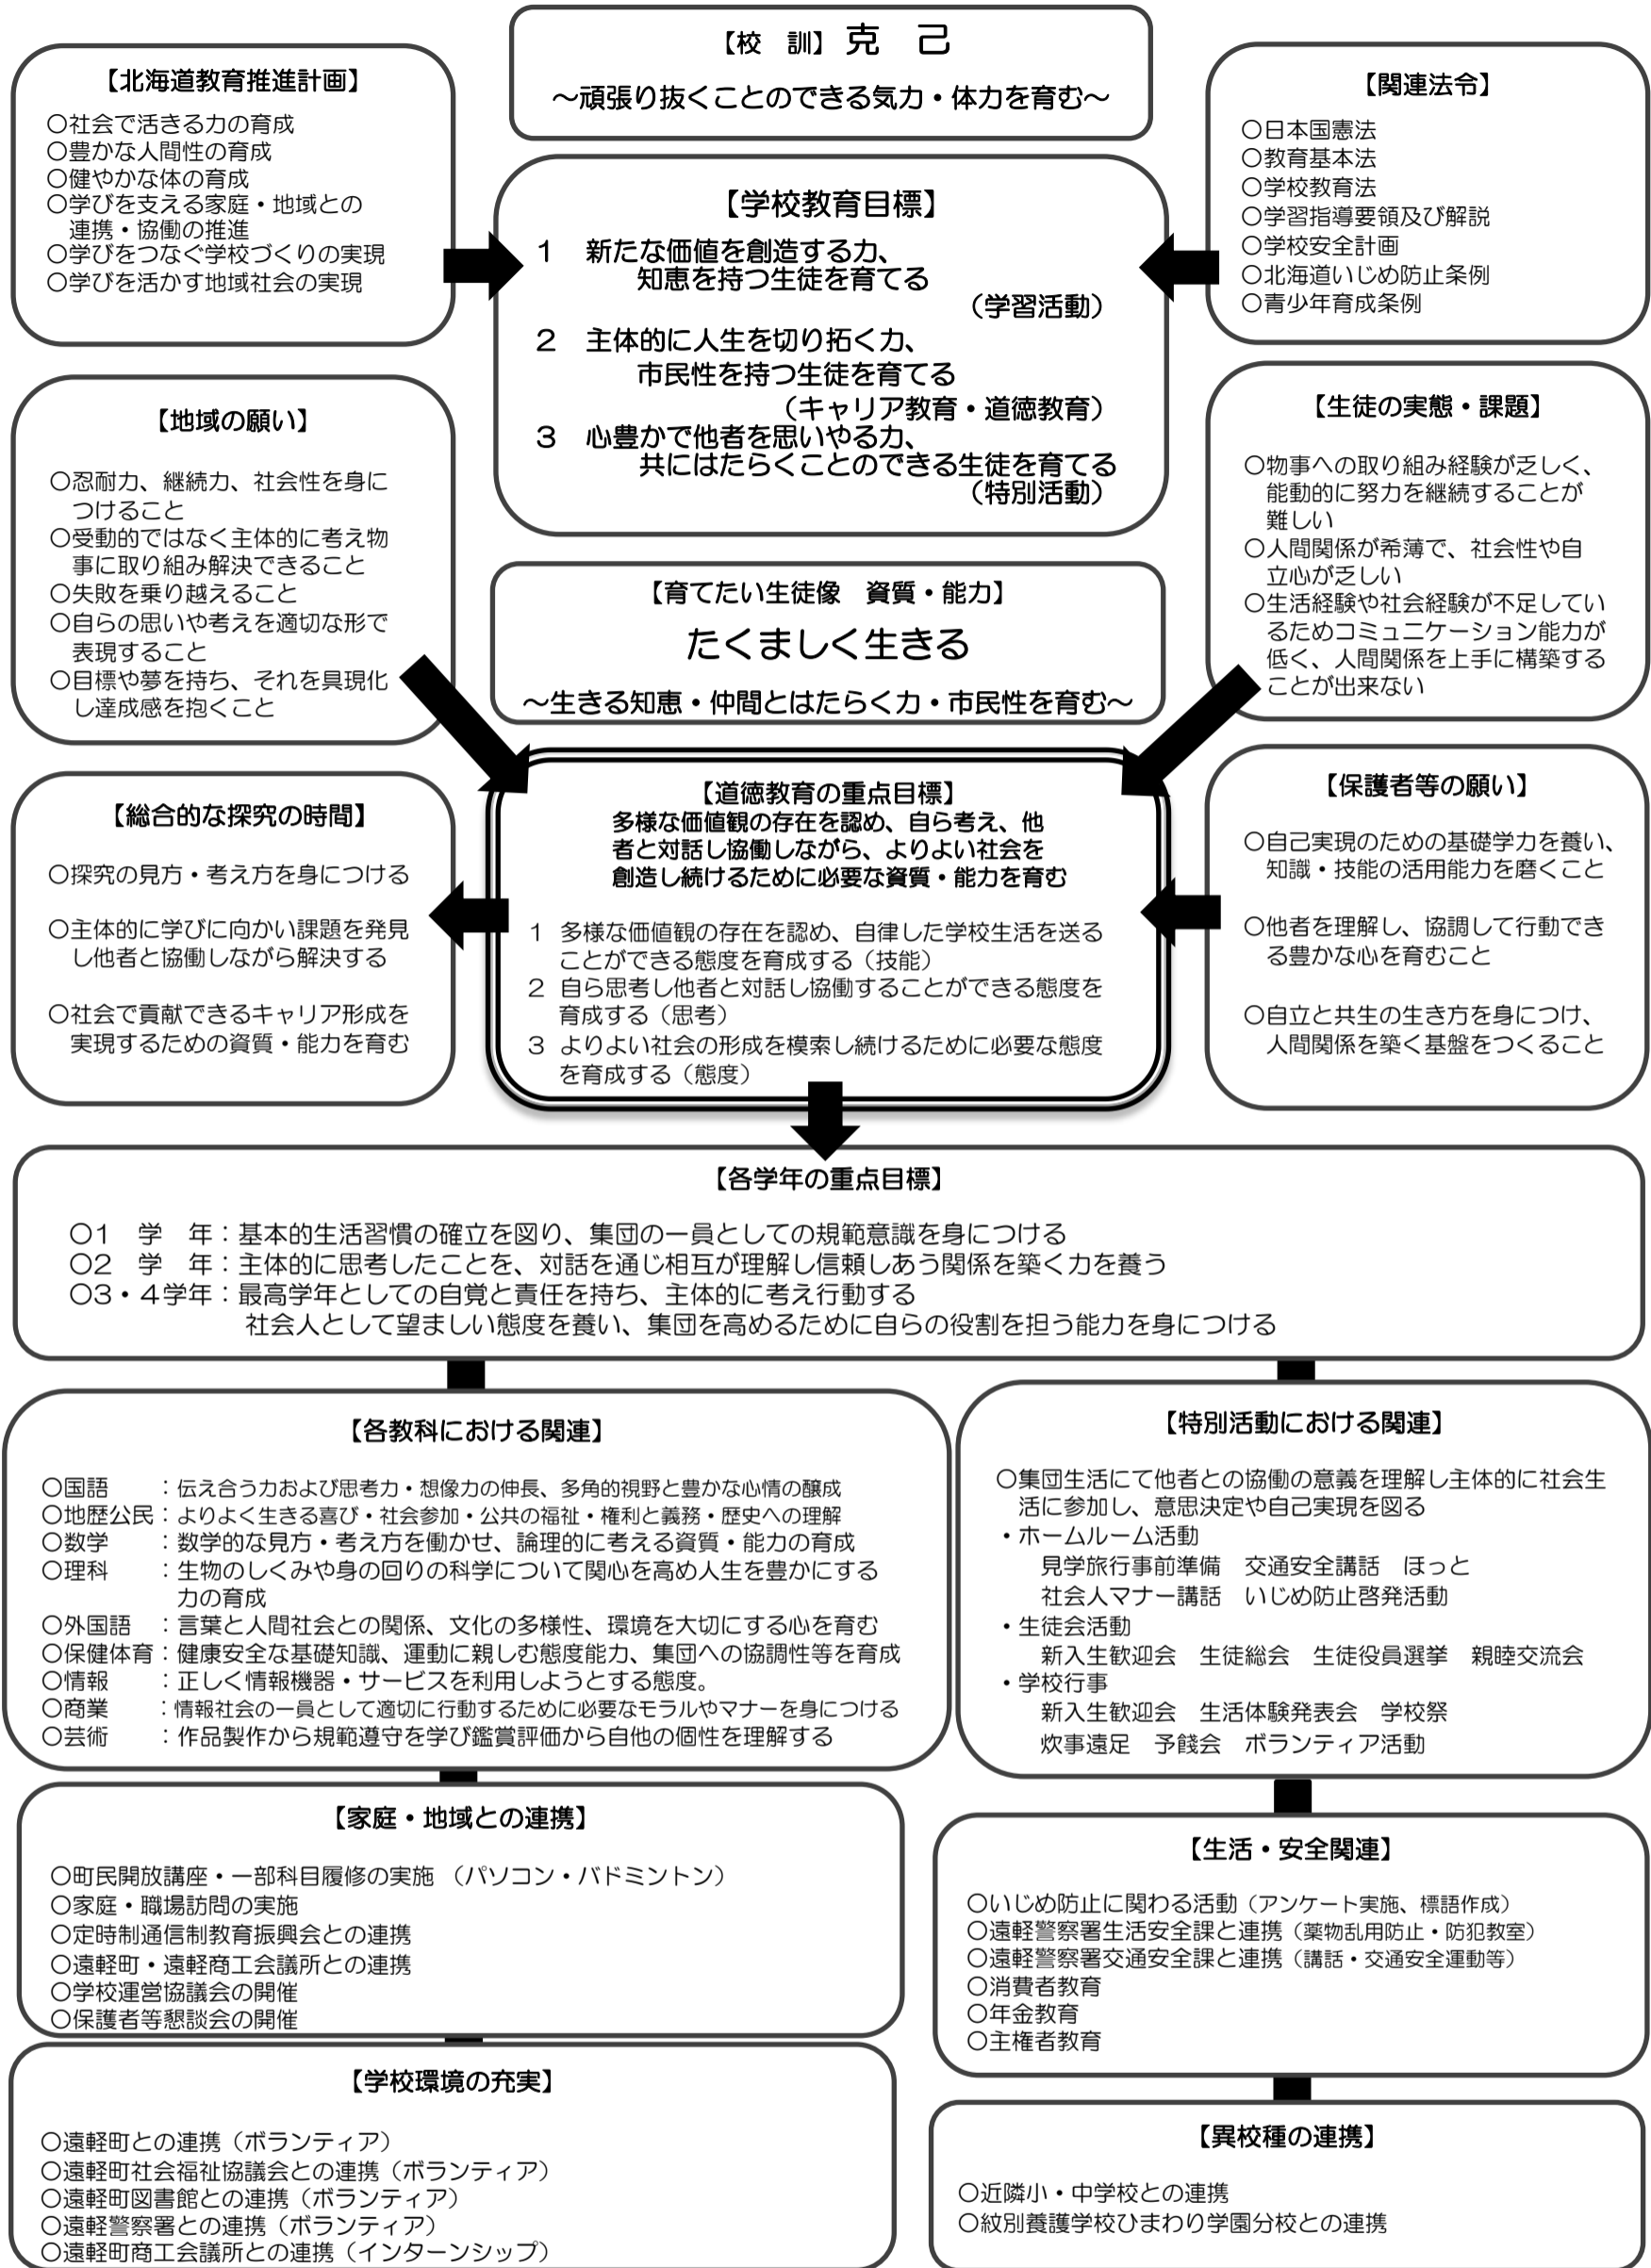 【校　訓】克　己
～頑張り抜くことのできる気力・体力を育む～
【北海道教育推進計画】
○社会で活きる力の育成
○豊かな人間性の育成
○健やかな体の育成
○学びを支える家庭・地域との
連携・協働の推進
○学びをつなぐ学校づくりの実現
○学びを活かす地域社会の実現
【学校教育目標】
1　新たな価値を創造する力、
知恵を持つ生徒を育てる
（学習活動）
2　主体的に人生を切り拓く力、
市民性を持つ生徒を育てる
（キャリア教育・道徳教育）
3　心豊かで他者を思いやる力、
共にはたらくことのできる生徒を育てる
（特別活動）
【関連法令】
○日本国憲法
○教育基本法
○学校教育法
○学習指導要領及び解説
○学校安全計画
○北海道いじめ防止条例
○青少年育成条例
【地域の願い】
○忍耐力、継続力、社会性を身に
つけること
○受動的ではなく主体的に考え物
事に取り組み解決できること
○失敗を乗り越えること
○自らの思いや考えを適切な形で
表現すること
○目標や夢を持ち、それを具現化
し達成感を抱くこと
【育てたい生徒像　資質・能力】
たくましく生きる
～生きる知恵・仲間とはたらく力・市民性を育む～
【生徒の実態・課題】
○物事への取り組み経験が乏しく、
能動的に努力を継続することが
難しい
○人間関係が希薄で、社会性や自
立心が乏しい
○生活経験や社会経験が不足してい
るためコミュニケーション能力が
低く、人間関係を上手に構築する
ことが出来ない
【総合的な探究の時間】
○探究の見方・考え方を身につける
○主体的に学びに向かい課題を発見
し他者と協働しながら解決する
○社会で貢献できるキャリア形成を
実現するための資質・能力を育む
【道徳教育の重点目標】
多様な価値観の存在を認め、自ら考え、他
者と対話し協働しながら、よりよい社会を
創造し続けるために必要な資質・能力を育む
1 多様な価値観の存在を認め、自律した学校生活を送る
ことができる態度を育成する（技能）
2 自ら思考し他者と対話し協働することができる態度を
育成する（思考）
3 よりよい社会の形成を模索し続けるために必要な態度
を育成する（態度）
【保護者等の願い】
○自己実現のための基礎学力を養い、
知識・技能の活用能力を磨くこと
○他者を理解し、協調して行動でき
る豊かな心を育むこと
○自立と共生の生き方を身につけ、
人間関係を築く基盤をつくること
【各学年の重点目標】
○1　学　年：基本的生活習慣の確立を図り、集団の一員としての規範意識を身につける
○2　学　年：主体的に思考したことを、対話を通じ相互が理解し信頼しあう関係を築く力を養う
○3・4学年：最高学年としての自覚と責任を持ち、主体的に考え行動する
社会人として望ましい態度を養い、集団を高めるために自らの役割を担う能力を身につける
【各教科における関連】
○国語　　：伝え合う力および思考力・想像力の伸長、多角的視野と豊かな心情の醸成
○地歴公民：よりよく生きる喜び・社会参加・公共の福祉・権利と義務・歴史への理解
○数学　　：数学的な見方・考え方を働かせ、論理的に考える資質・能力の育成
○理科　　：生物のしくみや身の回りの科学について関心を高め人生を豊かにする
力の育成
○外国語　：言葉と人間社会との関係、文化の多様性、環境を大切にする心を育む
○保健体育：健康安全な基礎知識、運動に親しむ態度能力、集団への協調性等を育成
○情報　　：正しく情報機器・サービスを利用しようとする態度。
○商業　　：情報社会の一員として適切に行動するために必要なモラルやマナーを身につける
○芸術　　：作品製作から規範遵守を学び鑑賞評価から自他の個性を理解する
【特別活動における関連】
○集団生活にて他者との協働の意義を理解し主体的に社会生
活に参加し、意思決定や自己実現を図る
・ホームルーム活動
見学旅行事前準備　交通安全講話　ほっと
社会人マナー講話　いじめ防止啓発活動
・生徒会活動
新入生歓迎会　生徒総会　生徒役員選挙　親睦交流会
・学校行事
新入生歓迎会　生活体験発表会　学校祭
炊事遠足　予餞会　ボランティア活動
【家庭・地域との連携】
○町民開放講座・一部科目履修の実施 （パソコン・バドミントン）
○家庭・職場訪問の実施
○定時制通信制教育振興会との連携
○遠軽町・遠軽商工会議所との連携
○学校運営協議会の開催
○保護者等懇談会の開催
【生活・安全関連】
○いじめ防止に関わる活動（アンケート実施、標語作成）
○遠軽警察署生活安全課と連携（薬物乱用防止・防犯教室）
○遠軽警察署交通安全課と連携（講話・交通安全運動等）
○消費者教育
○年金教育
○主権者教育
【学校環境の充実】
○遠軽町との連携（ボランティア）
○遠軽町社会福祉協議会との連携（ボランティア）
○遠軽町図書館との連携（ボランティア）
○遠軽警察署との連携（ボランティア）
○遠軽町商工会議所との連携（インターンシップ）
【異校種の連携】
○近隣小・中学校との連携
○紋別養護学校ひまわり学園分校との連携